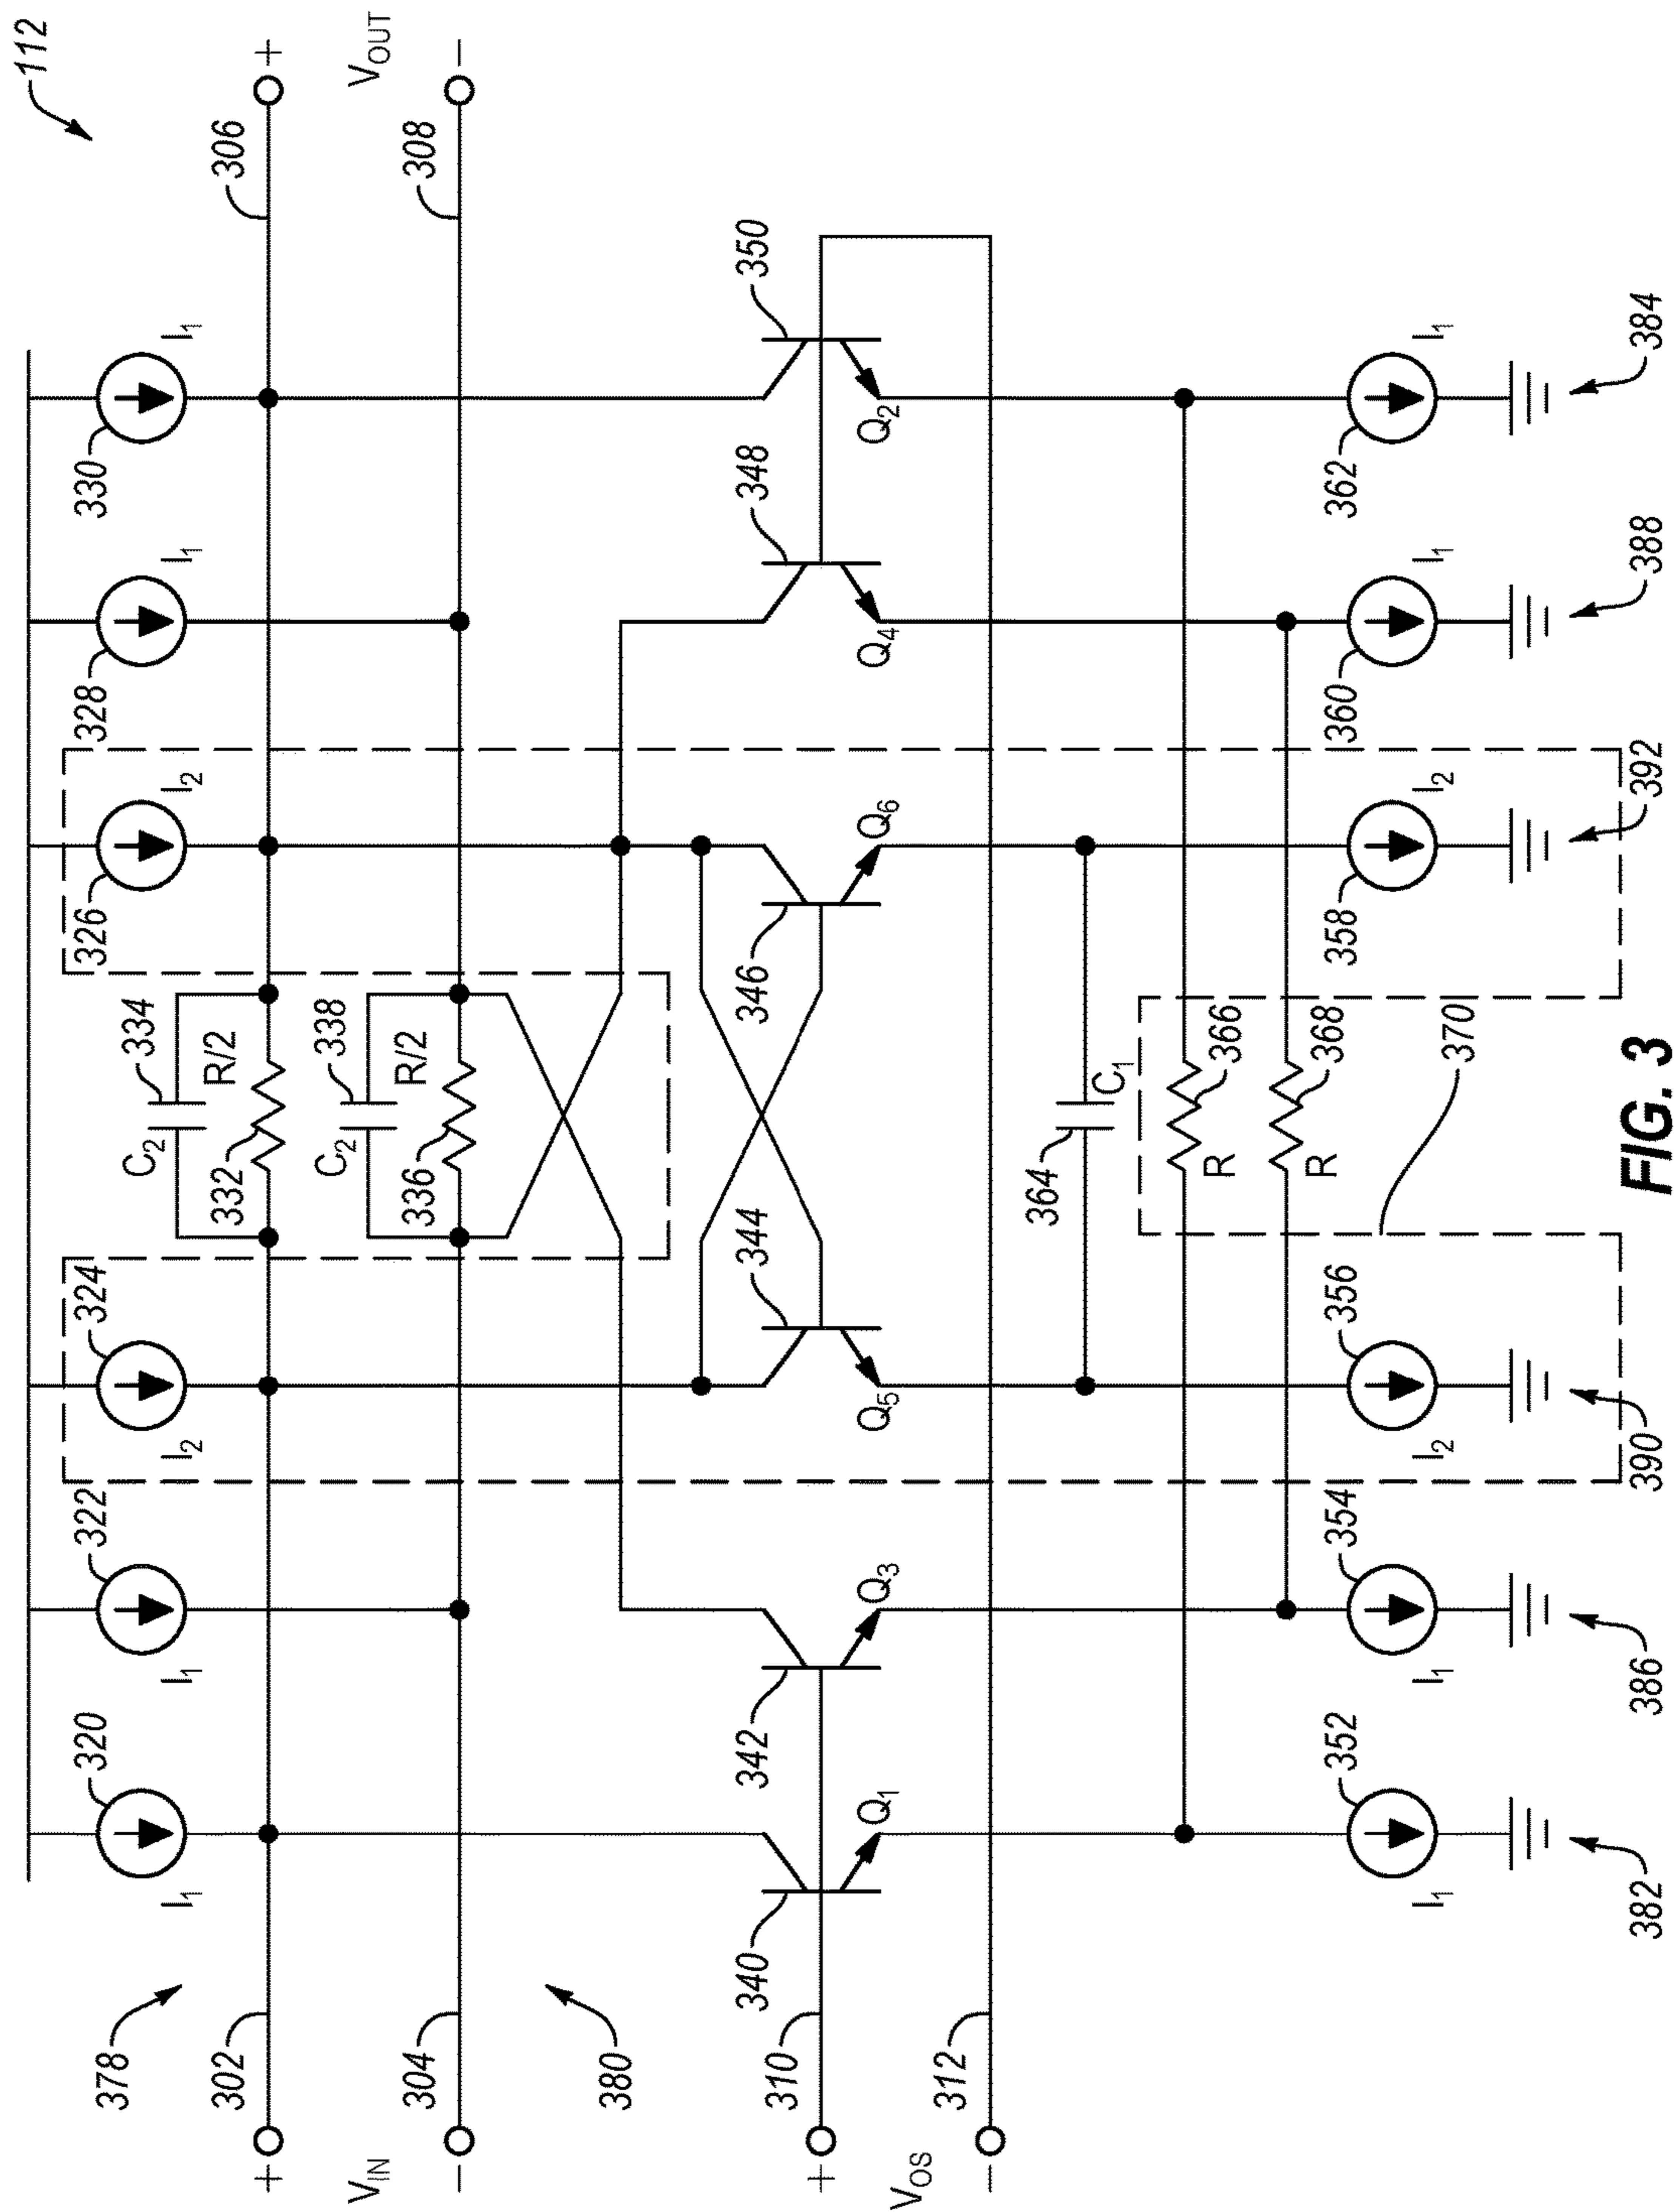 112
320
I₁
322
I₁
324
I₂
326
I₂
328
I₁
330
I₁
378
302
+
V_IN
304
−
332
C₂
334
R/2
336
C₂
338
R/2
306
+
V_OUT
308
−
380
340
Q₁
342
Q₃
344
Q₅
346
Q₆
348
Q₄
350
Q₂
310
+
V_OS
312
−
364
C₁
R
366
R
368
370
352
I₁
354
I₁
356
I₂
358
I₂
360
I₁
362
I₁
382
386
390
392
388
384
FIG. 3